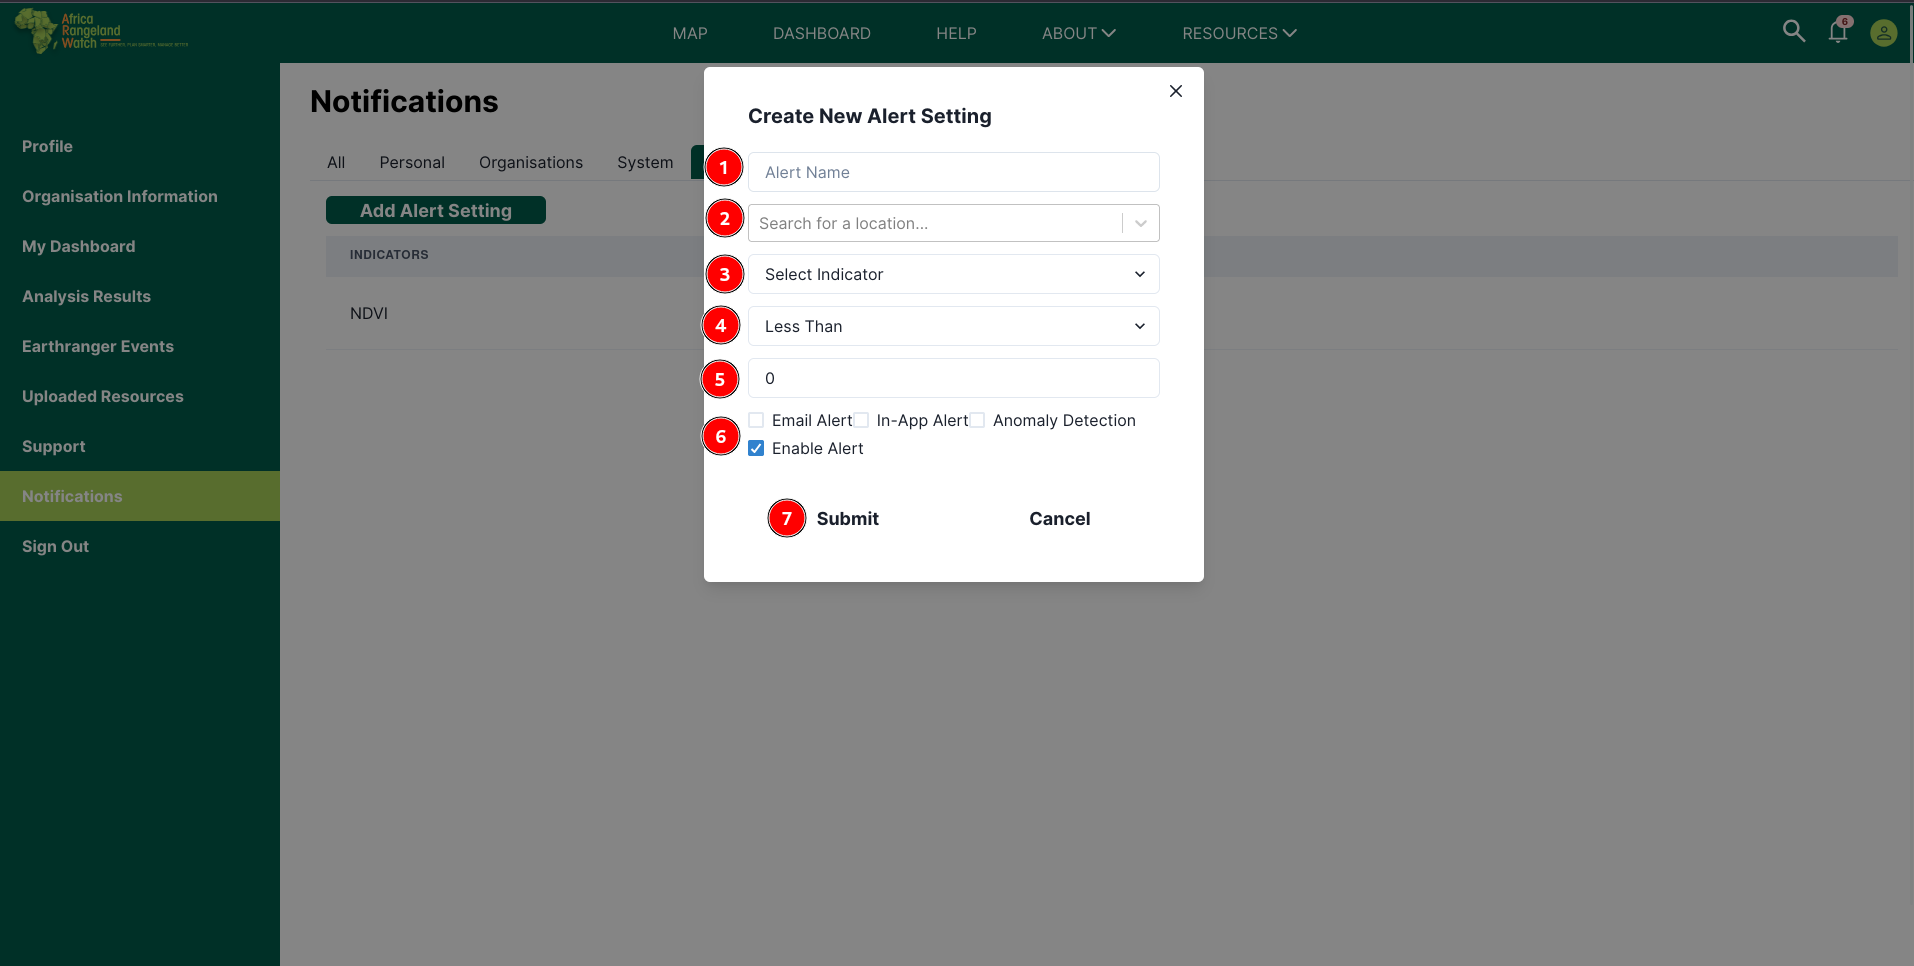 Africa
Rangeland
Watch
MAP
DASHBOARD
HELP
ABOUT
RESOURCES
6
Profile
Organisation Information
My Dashboard
Analysis Results
Earthranger Events
Uploaded Resources
Support
Notifications
Sign Out
Notifications
All
Personal
Organisations
System
Add Alert Setting
INDICATORS
NDVI
Create New Alert Setting
1 Alert Name
2 Search for a location...
3 Select Indicator
4 Less Than
5 0
6 Email Alert In-App Alert Anomaly Detection
Enable Alert
7 Submit Cancel